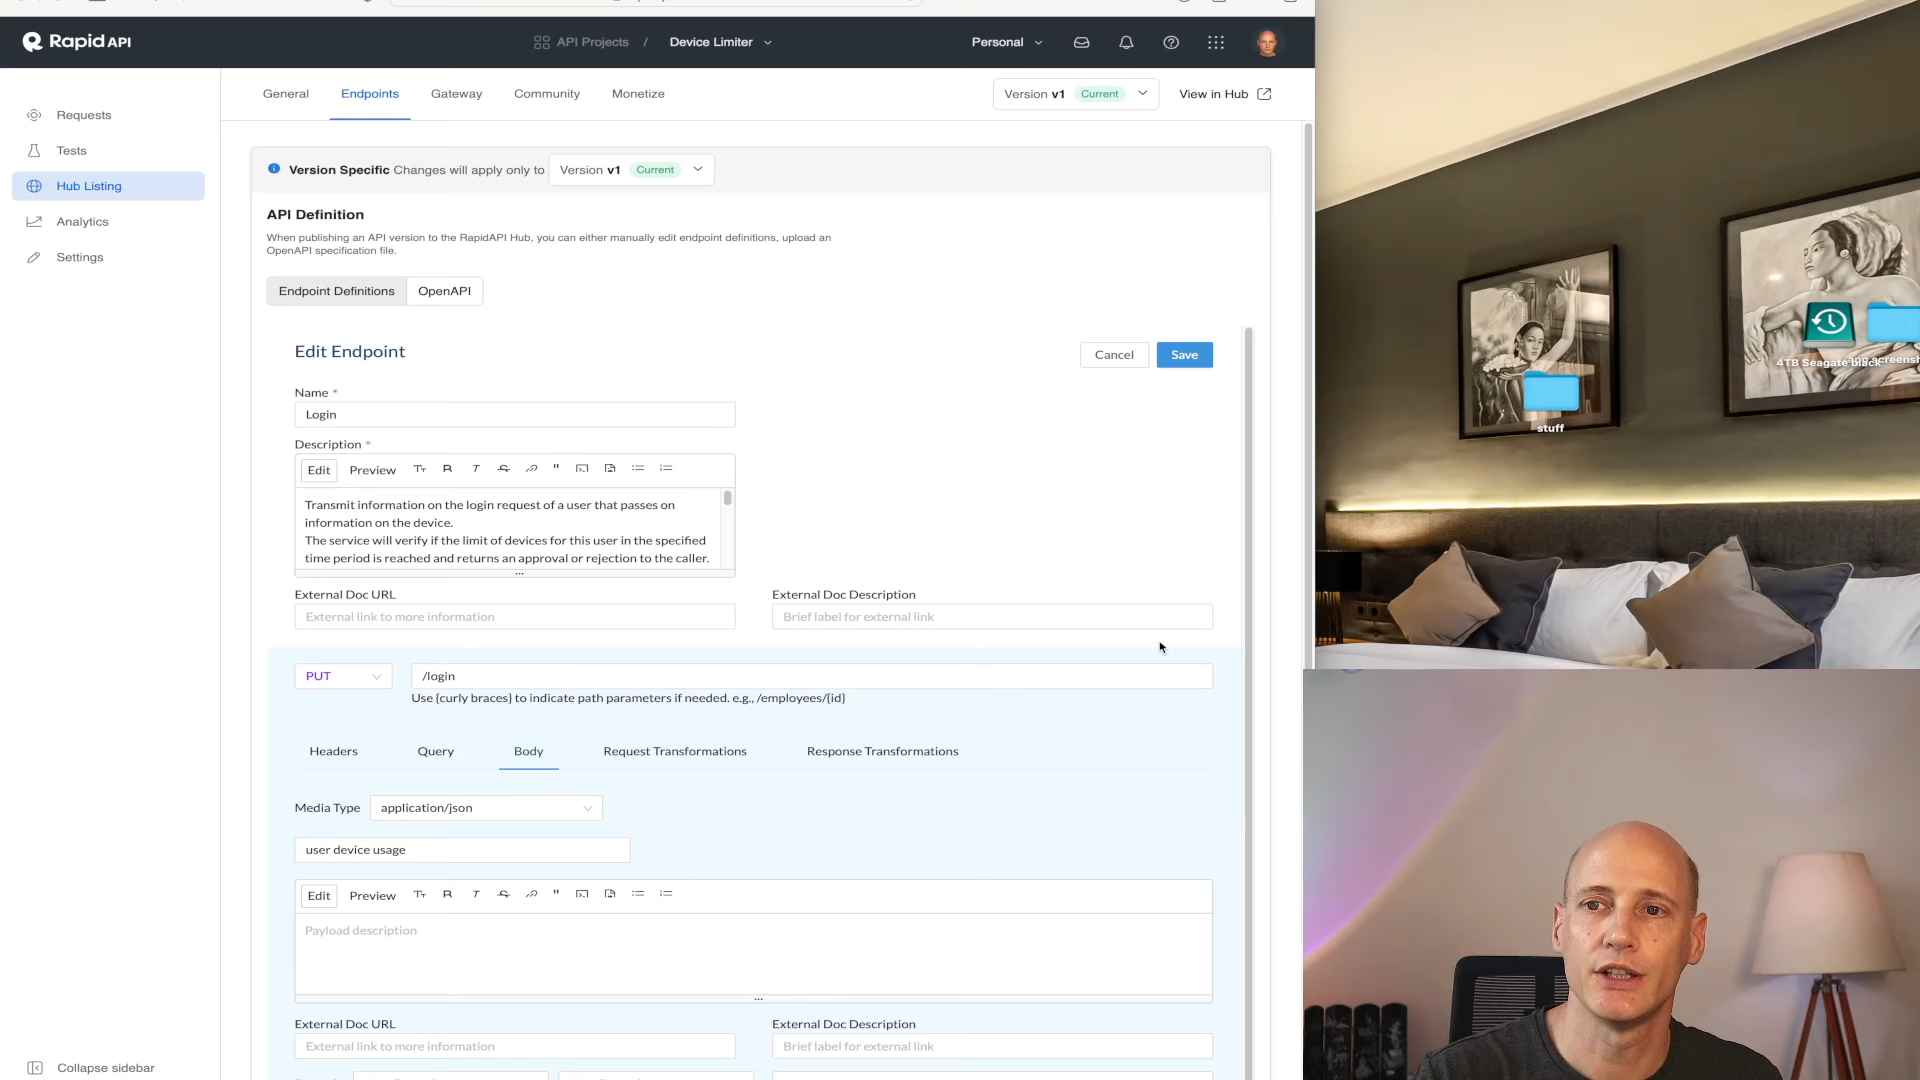 Rapid API
API Projects / Device Limiter
Personal
Requests
Tests
Hub Listing
Analytics
Settings
Collapse sidebar
General Endpoints Gateway Community Monetize
Version v1 Current
View in Hub
Version Specific Changes will apply only to Version v1 Current
API Definition
When publishing an API version to the RapidAPI Hub, you can either manually edit endpoint definitions, upload an
OpenAPI specification file.
Endpoint Definitions OpenAPI
Edit Endpoint
Cancel Save
Name *
Login
Description *
Edit Preview
Transmit information on the login request of a user that passes on
information on the device.
The service will verify if the limit of devices for this user in the specified
time period is reached and returns an approval or rejection to the caller.
External Doc URL External Doc Description
External link to more information Brief label for external link
PUT /login
Use {curly braces} to indicate path parameters if needed. e.g., /employees/{id}
Headers Query Body Request Transformations Response Transformations
Media Type application/json
user device usage
Edit Preview
Payload description
External Doc URL External Doc Description
External link to more information Brief label for external link
4TB Seagate black
stuff